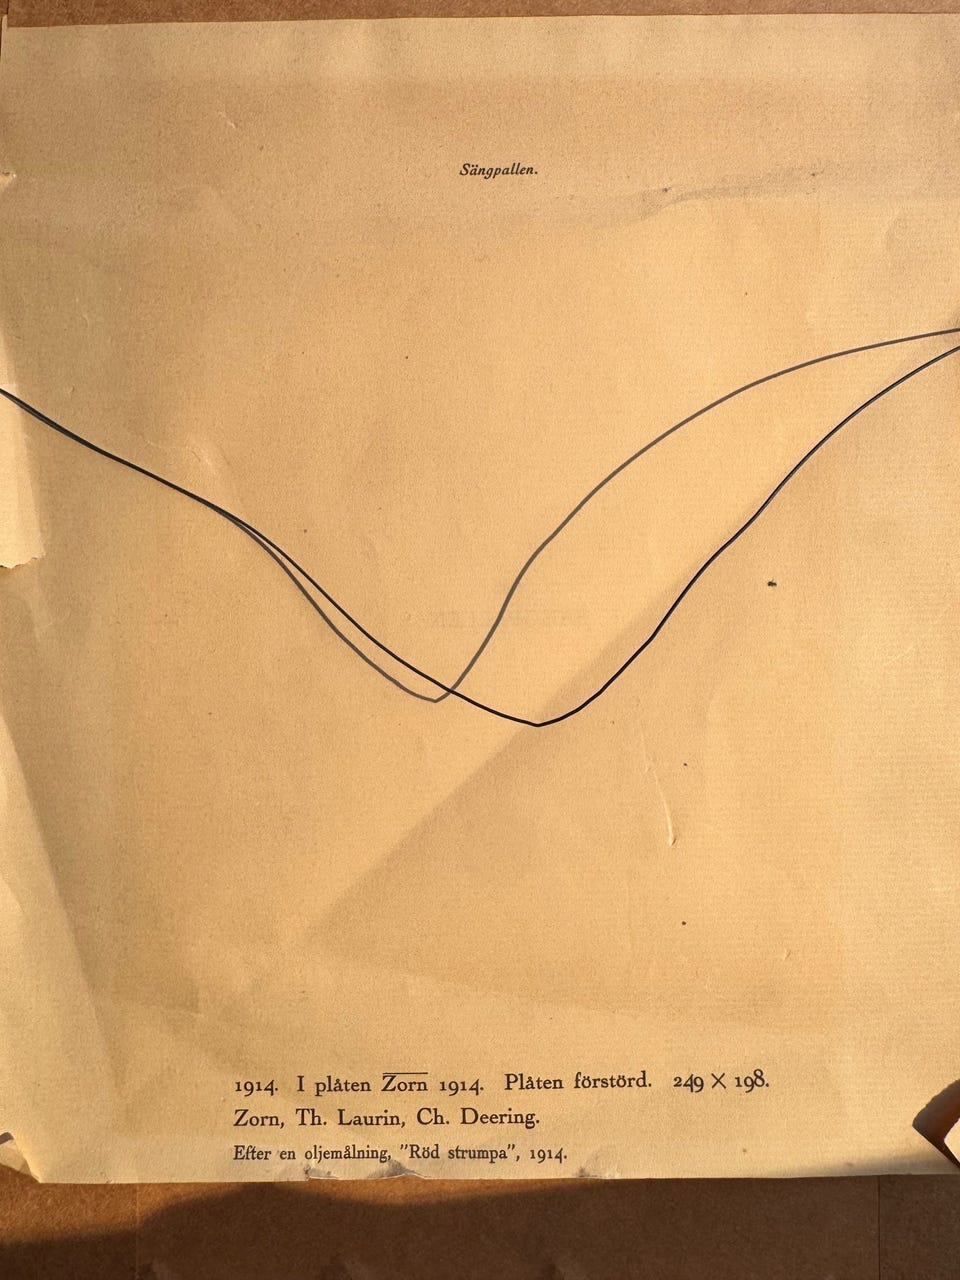 Sängpallen.
1914. I plåten Zorn 1914. Plåten förstörd. 249 × 198.
Zorn, Th. Laurin, Ch. Deering.
Efter en oljemålning, ”Röd strumpa”, 1914.